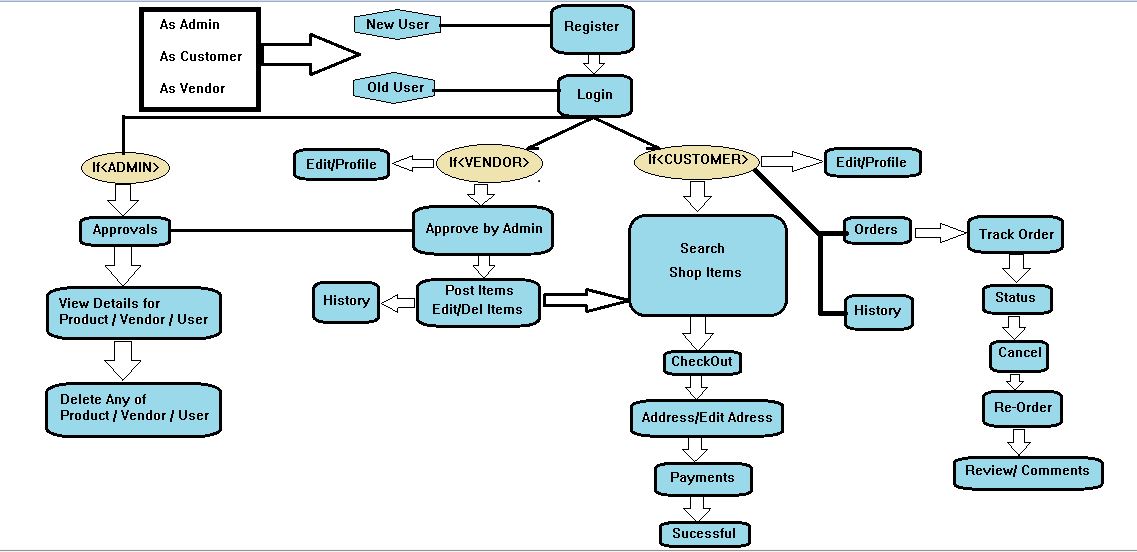 As Admin
As Customer
As Vendor
New User
Register
Old User
Login
If<ADMIN>
Edit/Profile
If<VENDOR>
If<CUSTOMER>
Edit/Profile
Approvals
Approve by Admin
Search
Shop Items
Orders
Track Order
View Details for
Product / Vendor / User
History
Post Items
Edit/Del Items
History
Status
CheckOut
Cancel
Delete Any of
Product / Vendor / User
Address/Edit Adress
Re-Order
Payments
Review/ Comments
Sucessful